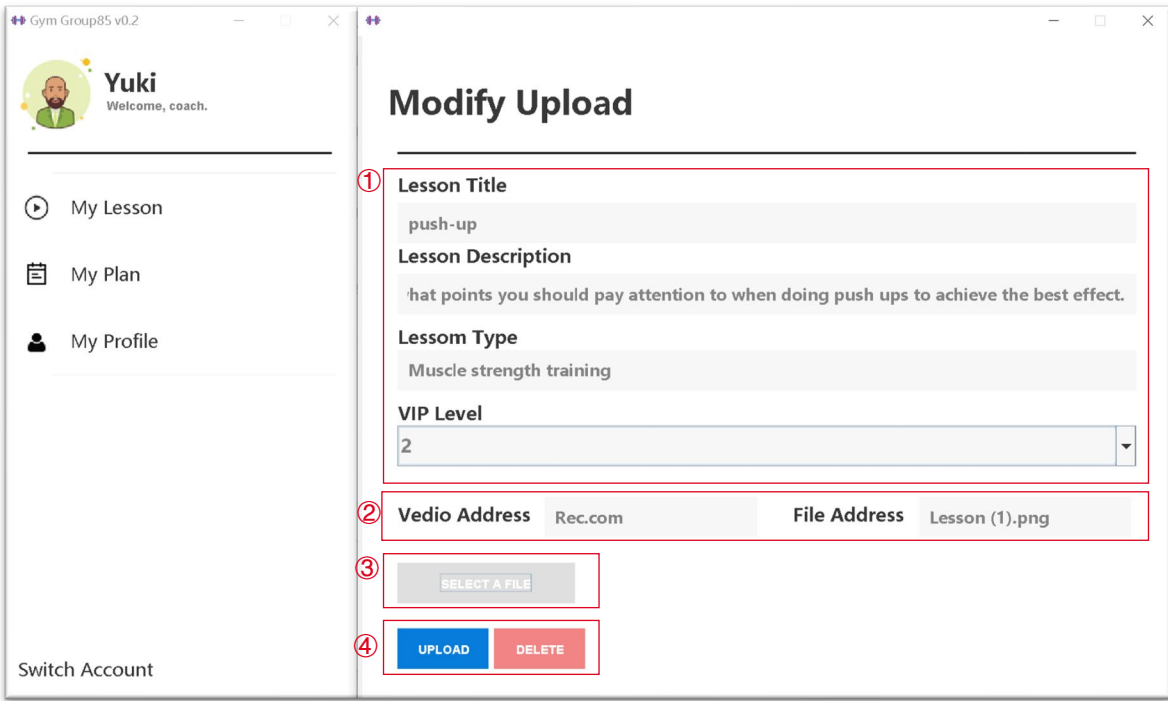 Gym Group85 v0.2
Yuki
Welcome, coach.
My Lesson
My Plan
My Profile
Switch Account
Modify Upload
①
Lesson Title
push-up
Lesson Description
hat points you should pay attention to when doing push ups to achieve the best effect.
Lessom Type
Muscle strength training
VIP Level
2
②
Vedio Address Rec.com File Address Lesson (1).png
③
SELECT A FILE
④
UPLOAD DELETE